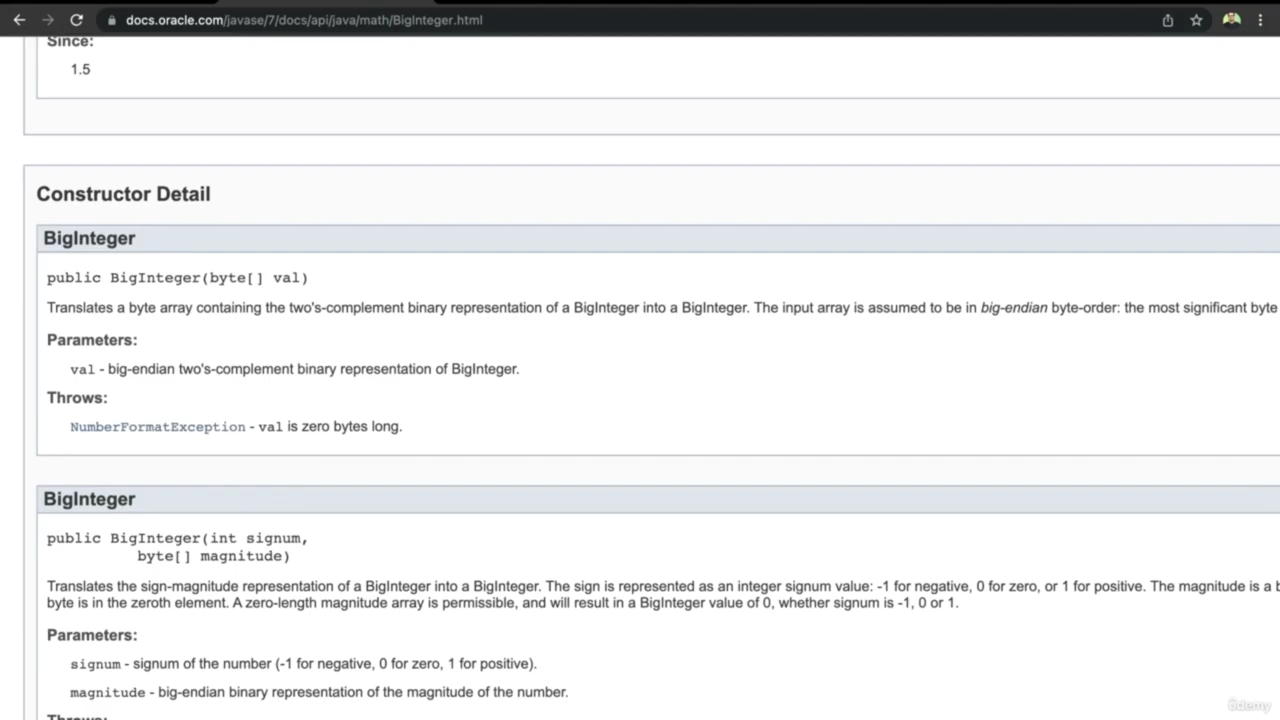 docs.oracle.com/javase/7/docs/api/java/math/BigInteger.html
Since:
1.5
Constructor Detail
BigInteger
public BigInteger(byte[] val)
Translates a byte array containing the two's-complement binary representation of a BigInteger into a BigInteger. The input array is assumed to be in big-endian byte-order: the most significant byte
Parameters:
val - big-endian two's-complement binary representation of BigInteger.
Throws:
NumberFormatException - val is zero bytes long.
BigInteger
public BigInteger(int signum,
byte[] magnitude)
Translates the sign-magnitude representation of a BigInteger into a BigInteger. The sign is represented as an integer signum value: -1 for negative, 0 for zero, or 1 for positive. The magnitude is a b
byte is in the zeroth element. A zero-length magnitude array is permissible, and will result in a BigInteger value of 0, whether signum is -1, 0 or 1.
Parameters:
signum - signum of the number (-1 for negative, 0 for zero, 1 for positive).
magnitude - big-endian binary representation of the magnitude of the number.
Throws:
ûdemy